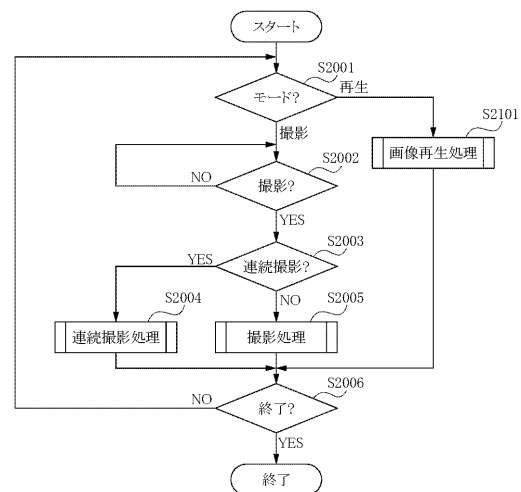 スタート
S2001
モード?
再生
S2101
撮影
画像再生処理
S2002
撮影?
NO
YES
S2003
連続撮影?
YES
NO
S2004
S2005
連続撮影処理
撮影処理
S2006
終了?
NO
YES
終了